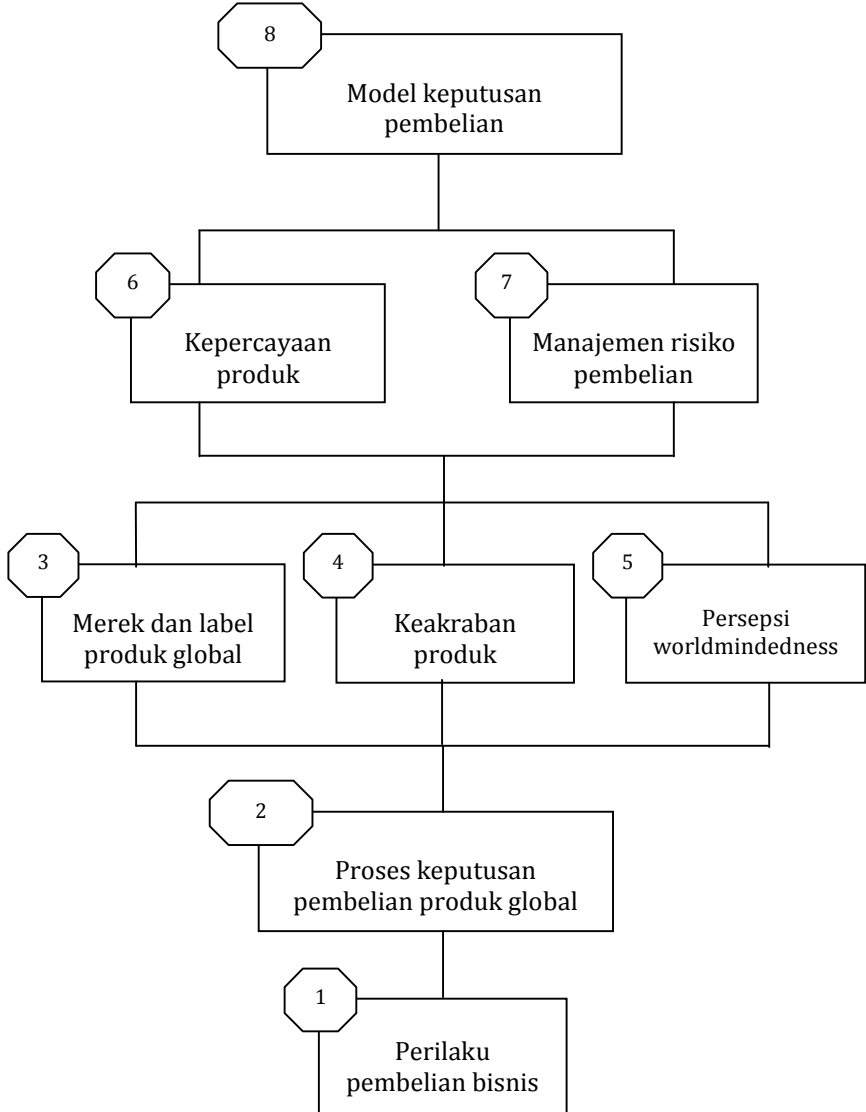 8
Model keputusan
pembelian
6
Kepercayaan
produk
7
Manajemen risiko
pembelian
3
Merek dan label
produk global
4
Keakraban
produk
5
Persepsi
worldmindedness
2
Proses keputusan
pembelian produk global
1
Perilaku
pembelian bisnis